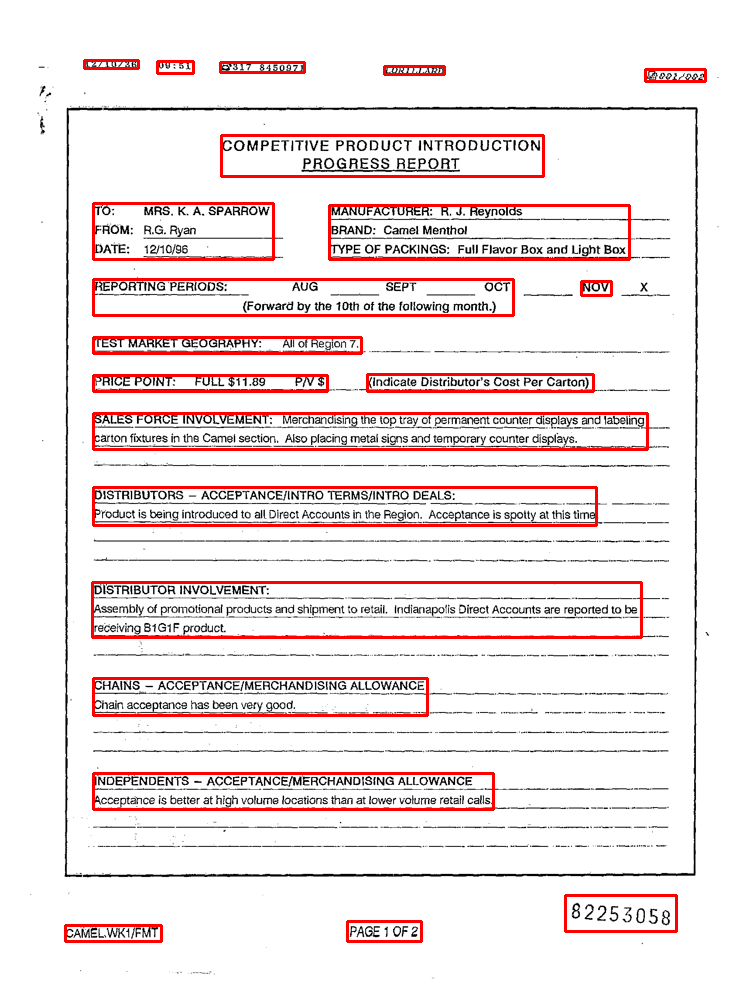 12/10/96 09:51 ☎317 8450971 LORILLARD 001/002
COMPETITIVE PRODUCT INTRODUCTION
PROGRESS REPORT
TO: MRS. K. A. SPARROW MANUFACTURER: R. J. Reynolds
FROM: R.G. Ryan BRAND: Camel Menthol
DATE: 12/10/96 TYPE OF PACKINGS: Full Flavor Box and Light Box
REPORTING PERIODS: AUG SEPT OCT NOV X
(Forward by the 10th of the following month.)
TEST MARKET GEOGRAPHY: All of Region 7.
PRICE POINT: FULL $11.89 P/V $ (Indicate Distributor's Cost Per Carton)
SALES FORCE INVOLVEMENT: Merchandising the top tray of permanent counter displays and labeling
carton fixtures in the Camel section. Also placing metal signs and temporary counter displays.
DISTRIBUTORS – ACCEPTANCE/INTRO TERMS/INTRO DEALS:
Product is being introduced to all Direct Accounts in the Region. Acceptance is spotty at this time
DISTRIBUTOR INVOLVEMENT:
Assembly of promotional products and shipment to retail. Indianapolis Direct Accounts are reported to be
receiving B1G1F product.
CHAINS – ACCEPTANCE/MERCHANDISING ALLOWANCE
Chain acceptance has been very good.
INDEPENDENTS – ACCEPTANCE/MERCHANDISING ALLOWANCE
Acceptance is better at high volume locations than at lower volume retail calls.
82253058
CAMEL.WK1/FMT PAGE 1 OF 2